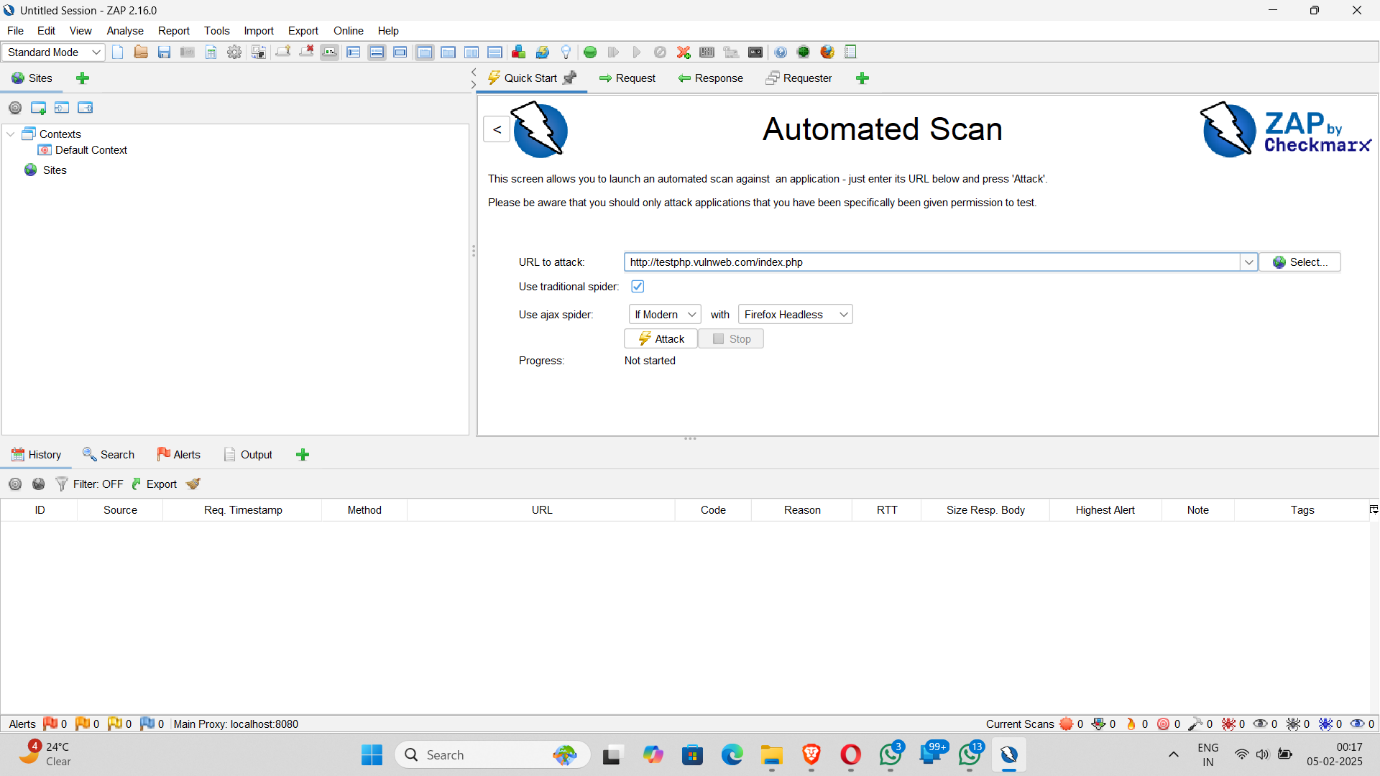 Untitled Session - ZAP 2.16.0
File Edit View Analyse Report Tools Import Export Online Help
Standard Mode
Sites
Quick Start Request Response Requester
Contexts
Default Context
Sites
<
Automated Scan
ZAP by
Checkmarx
This screen allows you to launch an automated scan against an application - just enter its URL below and press 'Attack'.
Please be aware that you should only attack applications that you have been specifically been given permission to test.
URL to attack: http://testphp.vulnweb.com/index.php Select...
Use traditional spider:
Use ajax spider: If Modern with Firefox Headless
Attack Stop
Progress: Not started
History Search Alerts Output
Filter: OFF Export
ID Source Req. Timestamp Method URL Code Reason RTT Size Resp. Body Highest Alert Note Tags
Alerts 0 0 0 0 Main Proxy: localhost:8080 Current Scans 0 0 0 0 0 0 0 0 0 0
4 24°C
Clear
Search
3 99+ 13
ENG
IN
00:17
05-02-2025